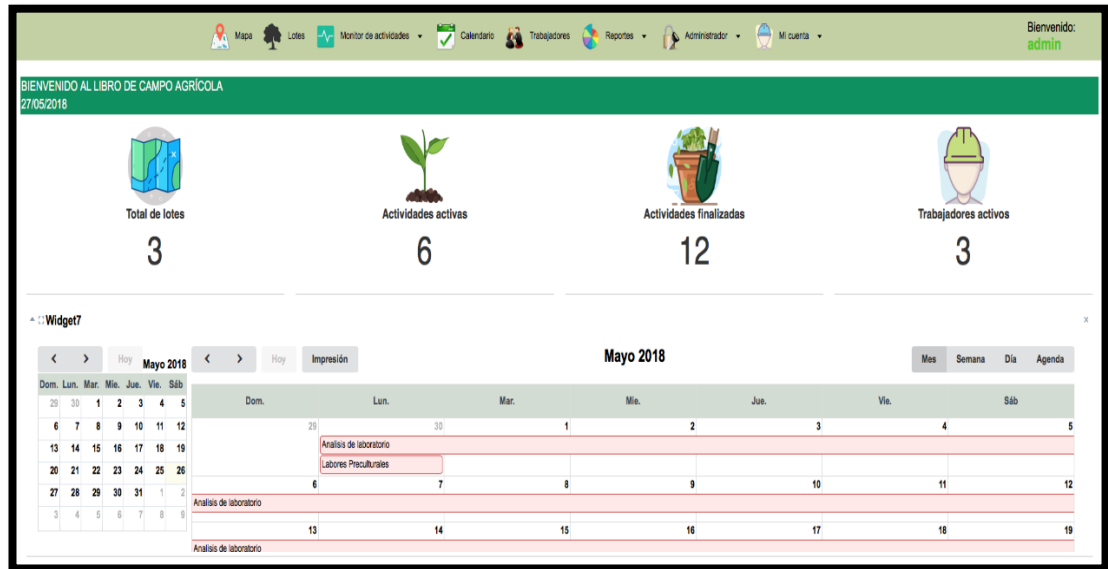 Mapa Lotes Monitor de actividades Calendario Trabajadores Reportes Administrador Mi cuenta
Bienvenido:
admin
BIENVENIDO AL LIBRO DE CAMPO AGRÍCOLA
27/05/2018
Total de lotes Actividades activas Actividades finalizadas Trabajadores activos
3 6 12 3
Widget7 x
Hoy Mayo 2018
Dom. Lun. Mar. Mie. Jue. Vie. Sáb
29 30 1 2 3 4 5
6 7 8 9 10 11 12
13 14 15 16 17 18 19
20 21 22 23 24 25 26
27 28 29 30 31 1 2
3 4 5 6 7 8 9
Hoy Impresión Mayo 2018 Mes Semana Día Agenda
Dom. Lun. Mar. Mie. Jue. Vie. Sáb
29 30 1 2 3 4 5
Analisis de laboratorio
Labores Preculturales
6 7 8 9 10 11 12
Analisis de laboratorio
13 14 15 16 17 18 19
Analisis de laboratorio